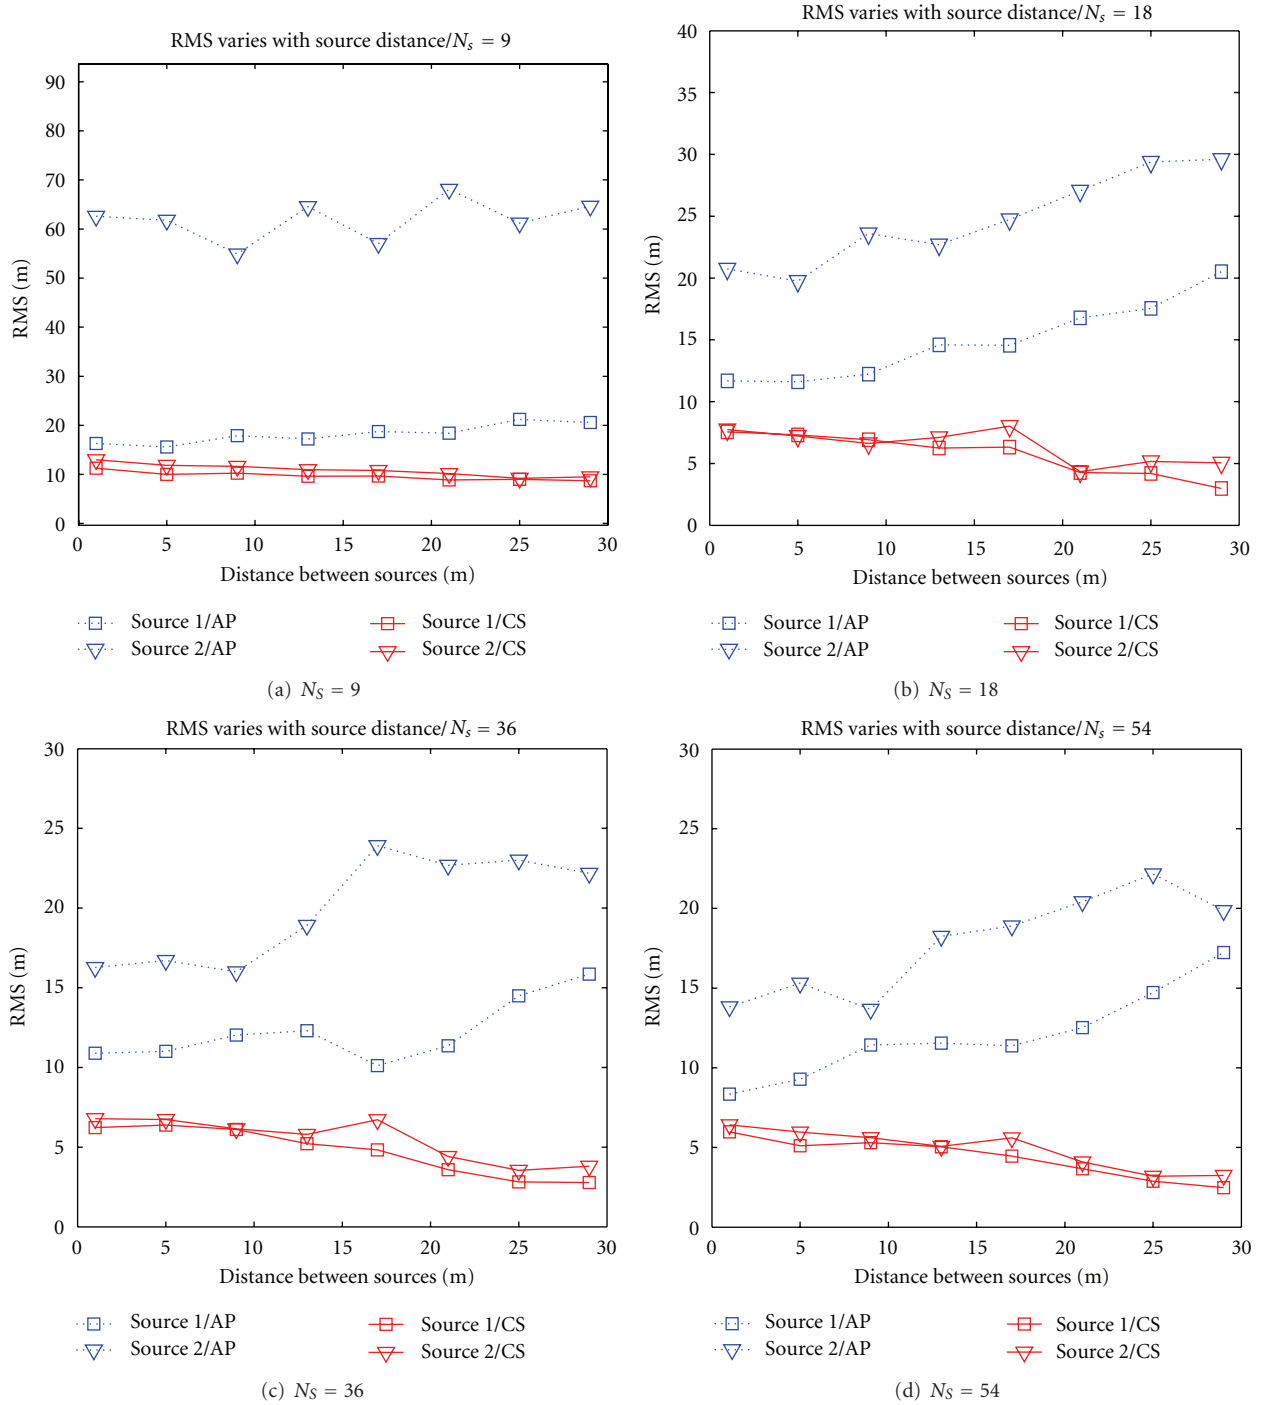 RMS varies with source distance/Nₛ = 9
90
80
70
60
50
40
30
20
10
0
RMS (m)
0 5 10 15 20 25 30
Distance between sources (m)
Source 1/AP
Source 2/AP
Source 1/CS
Source 2/CS
(a) N_S = 9
RMS varies with source distance/Nₛ = 18
40
35
30
25
20
15
10
5
0
RMS (m)
0 5 10 15 20 25 30
Distance between sources (m)
Source 1/AP
Source 2/AP
Source 1/CS
Source 2/CS
(b) N_S = 18
RMS varies with source distance/Nₛ = 36
30
25
20
15
10
5
0
RMS (m)
0 5 10 15 20 25 30
Distance between sources (m)
Source 1/AP
Source 2/AP
Source 1/CS
Source 2/CS
(c) N_S = 36
RMS varies with source distance/Nₛ = 54
30
25
20
15
10
5
0
RMS (m)
0 5 10 15 20 25 30
Distance between sources (m)
Source 1/AP
Source 2/AP
Source 1/CS
Source 2/CS
(d) N_S = 54